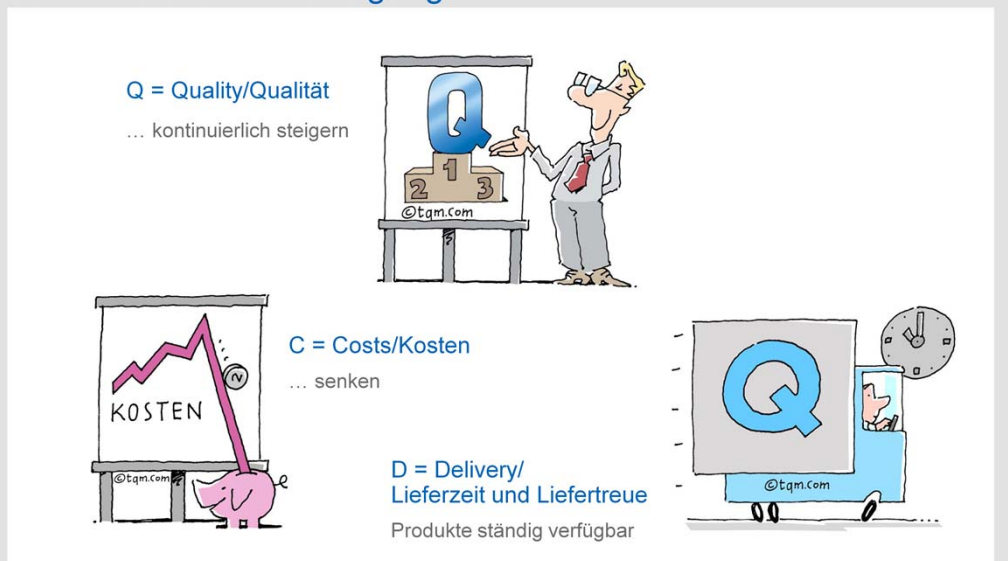 Q = Quality/Qualität
… kontinuierlich steigern
Q
1
2
3
©tqm.com
C = Costs/Kosten
… senken
KOSTEN
2
©tqm.com
D = Delivery/
Lieferzeit und Liefertreue
Produkte ständig verfügbar
Q
©tqm.com